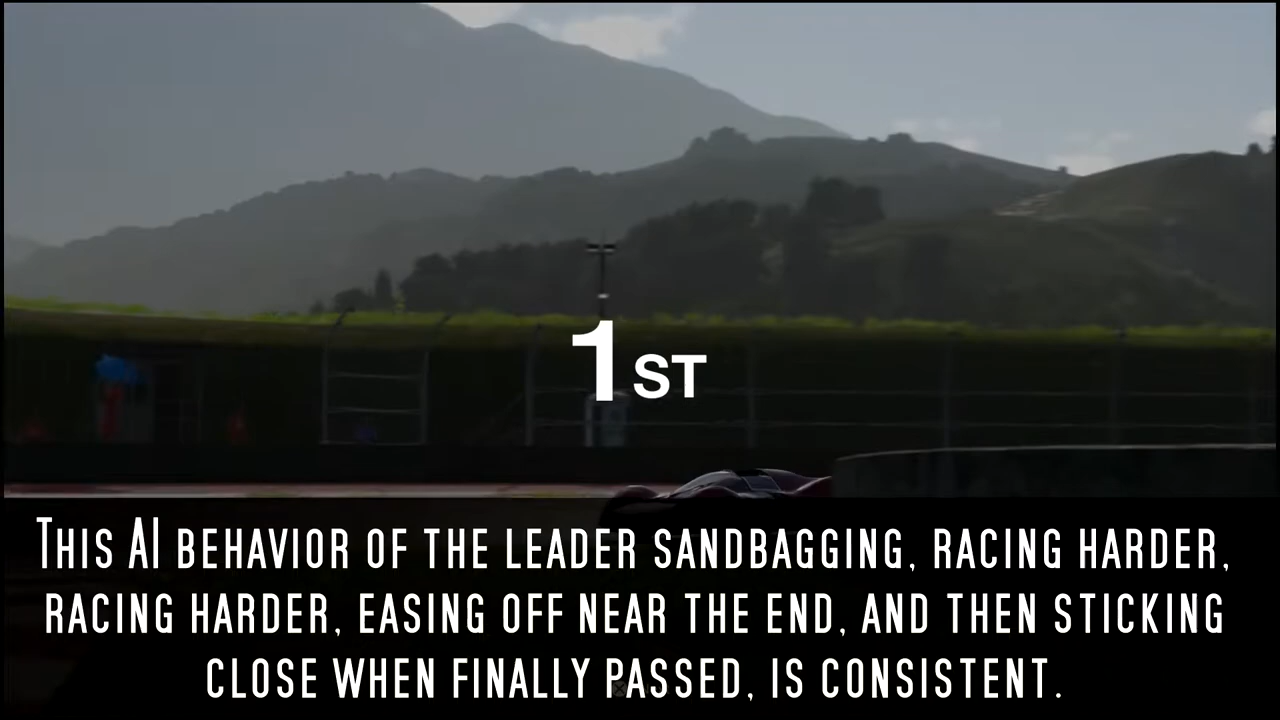 1ST
This AI behavior of the leader sandbagging, racing harder,
racing harder, easing off near the end, and then sticking
close when finally passed, is consistent.